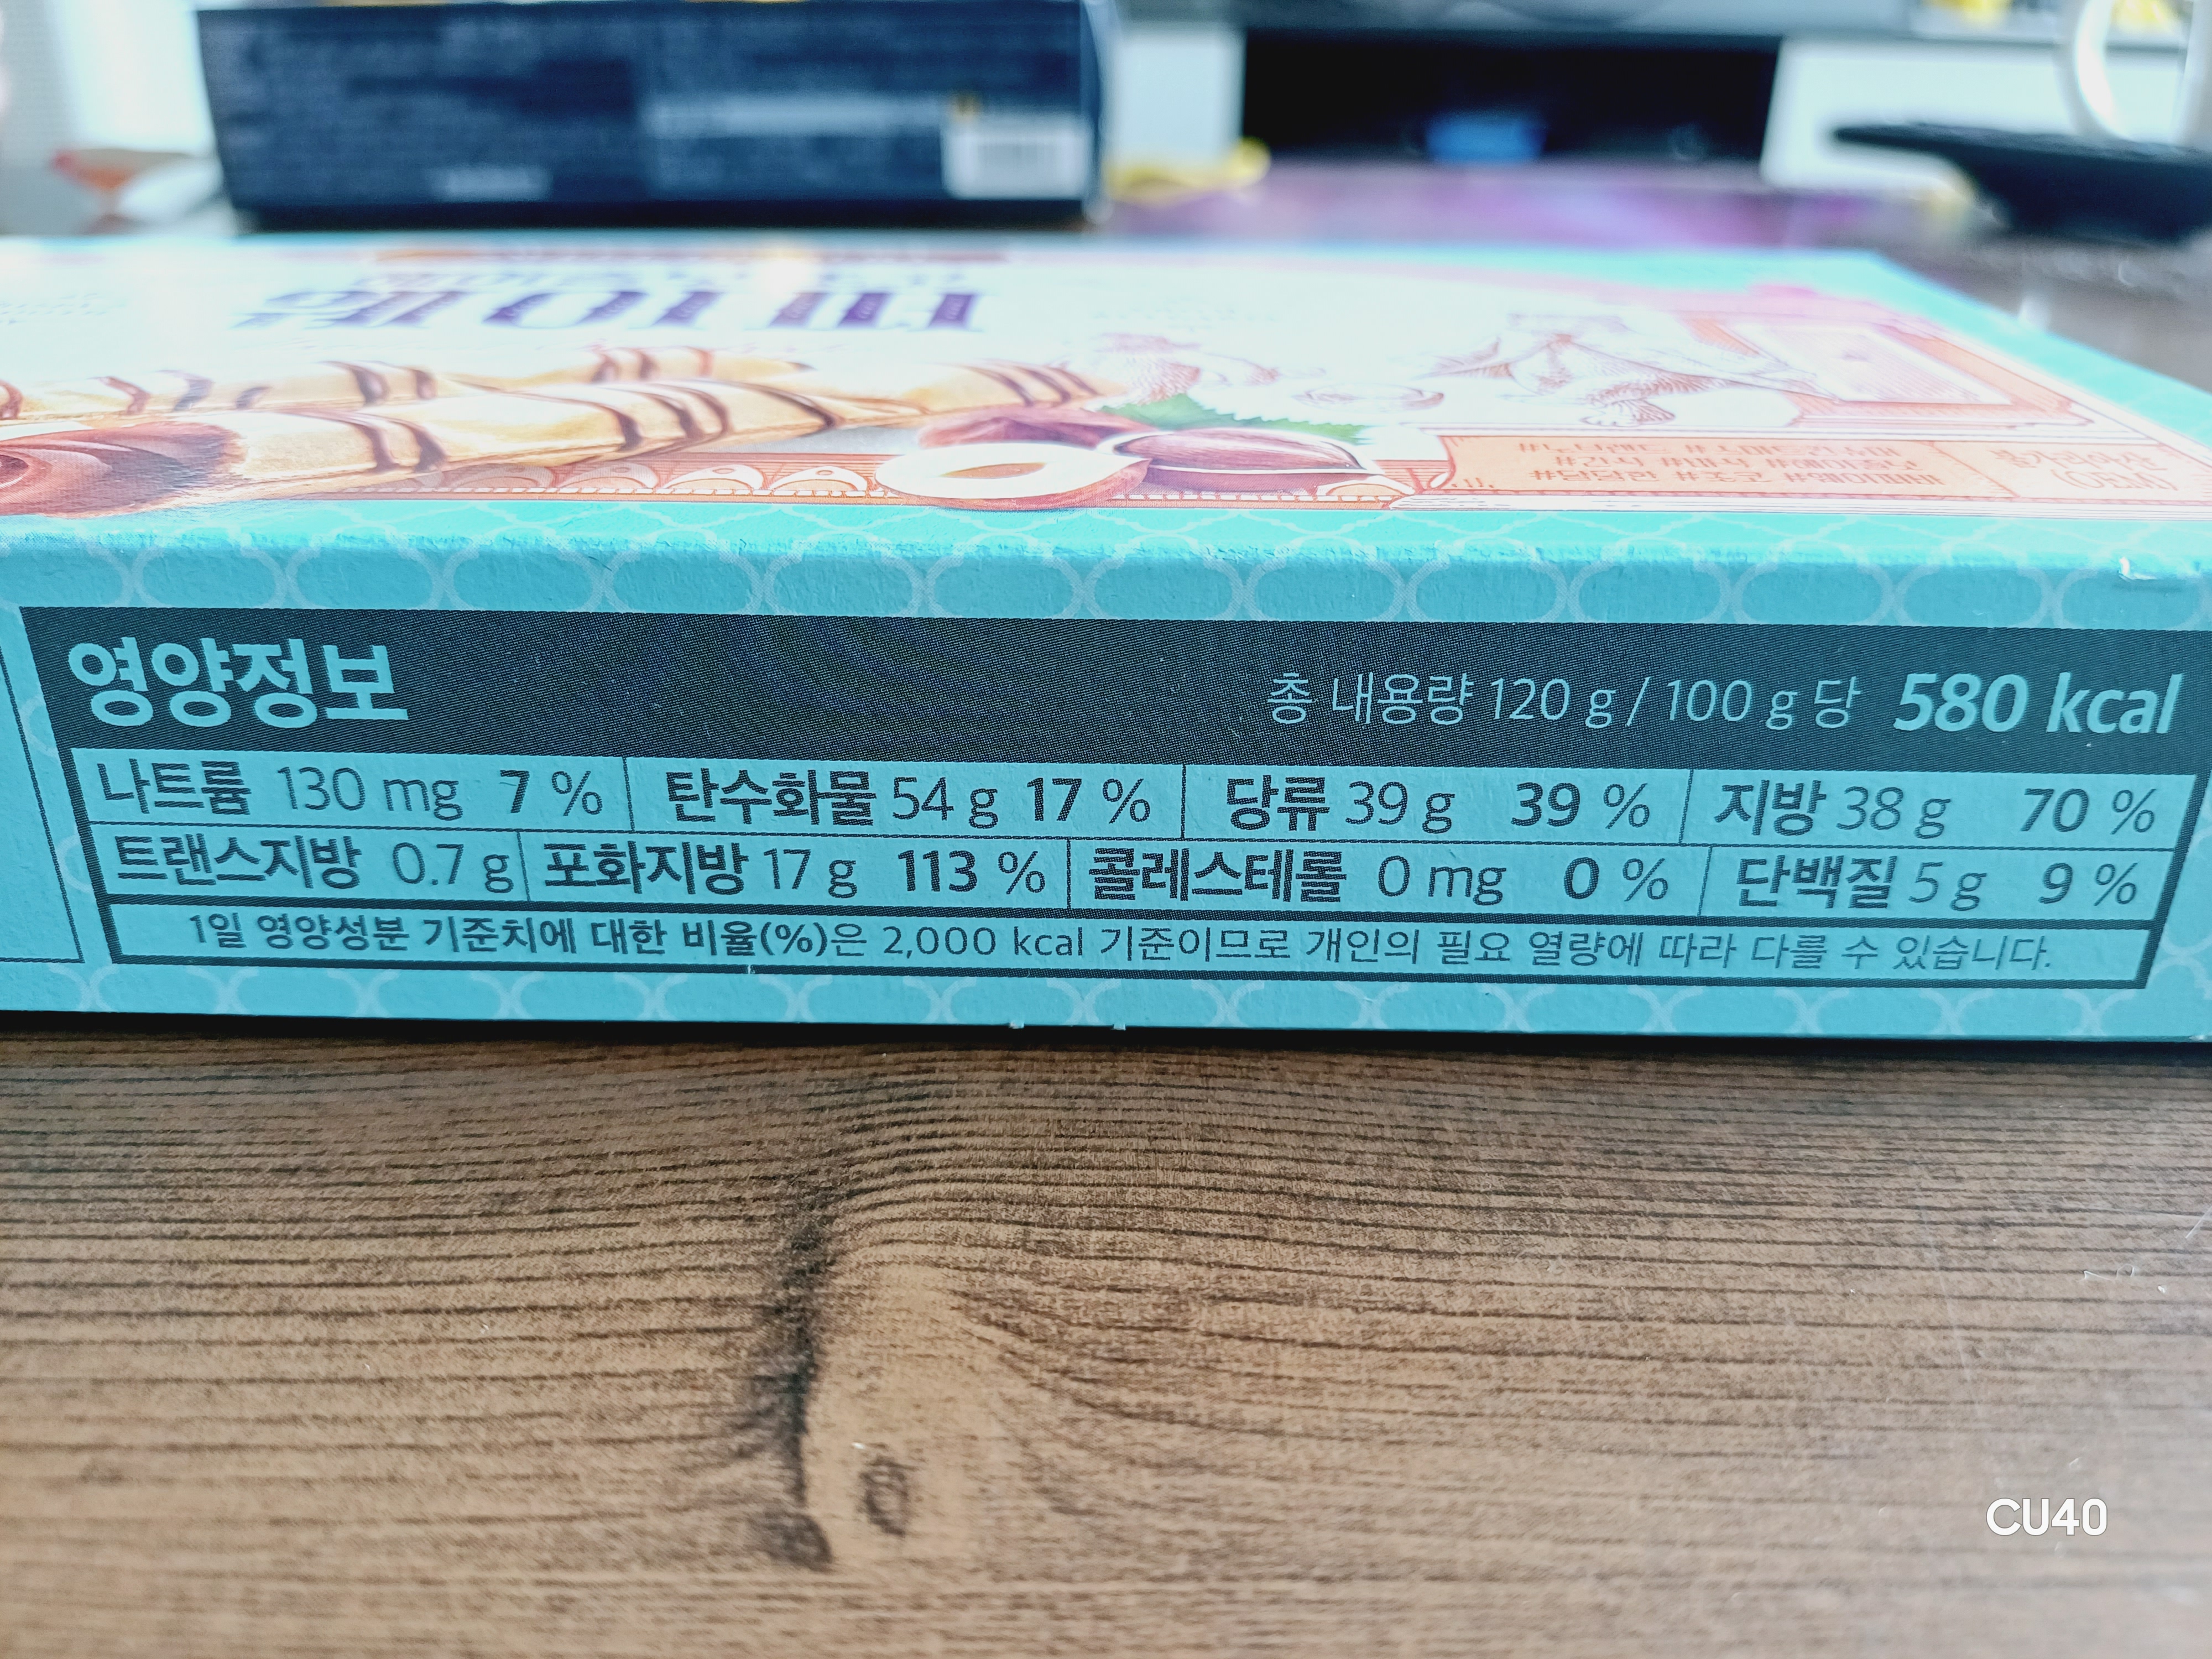 영양정보
총 내용량 120 g / 100 g 당 580 kcal
나트륨 130 mg 7 % 탄수화물 54 g 17 % 당류 39 g 39 % 지방 38 g 70 %
트랜스지방 0.7 g 포화지방 17 g 113 % 콜레스테롤 0 mg 0 % 단백질 5 g 9 %
1일 영양성분 기준치에 대한 비율(%)은 2,000 kcal 기준이므로 개인의 필요 열량에 따라 다를 수 있습니다.
CU40